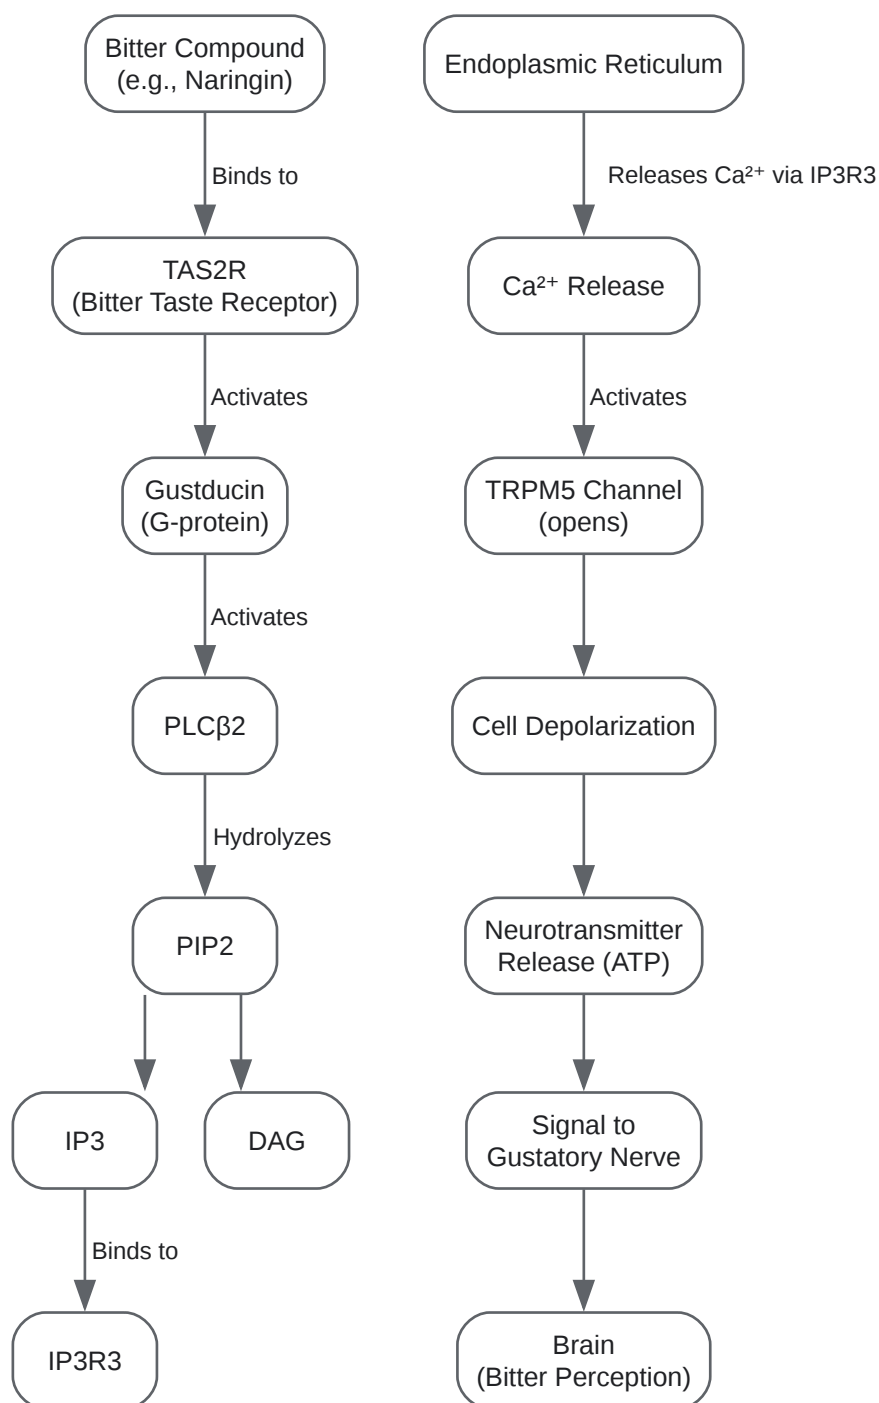 Bitter Compound
(e.g., Naringin)
Binds to
TAS2R
(Bitter Taste Receptor)
Activates
Gustducin
(G-protein)
Activates
PLCβ2
Hydrolyzes
PIP2
IP3
DAG
Binds to
IP3R3
Endoplasmic Reticulum
Releases Ca²⁺ via IP3R3
Ca²⁺ Release
Activates
TRPM5 Channel
(opens)
Cell Depolarization
Neurotransmitter
Release (ATP)
Signal to
Gustatory Nerve
Brain
(Bitter Perception)